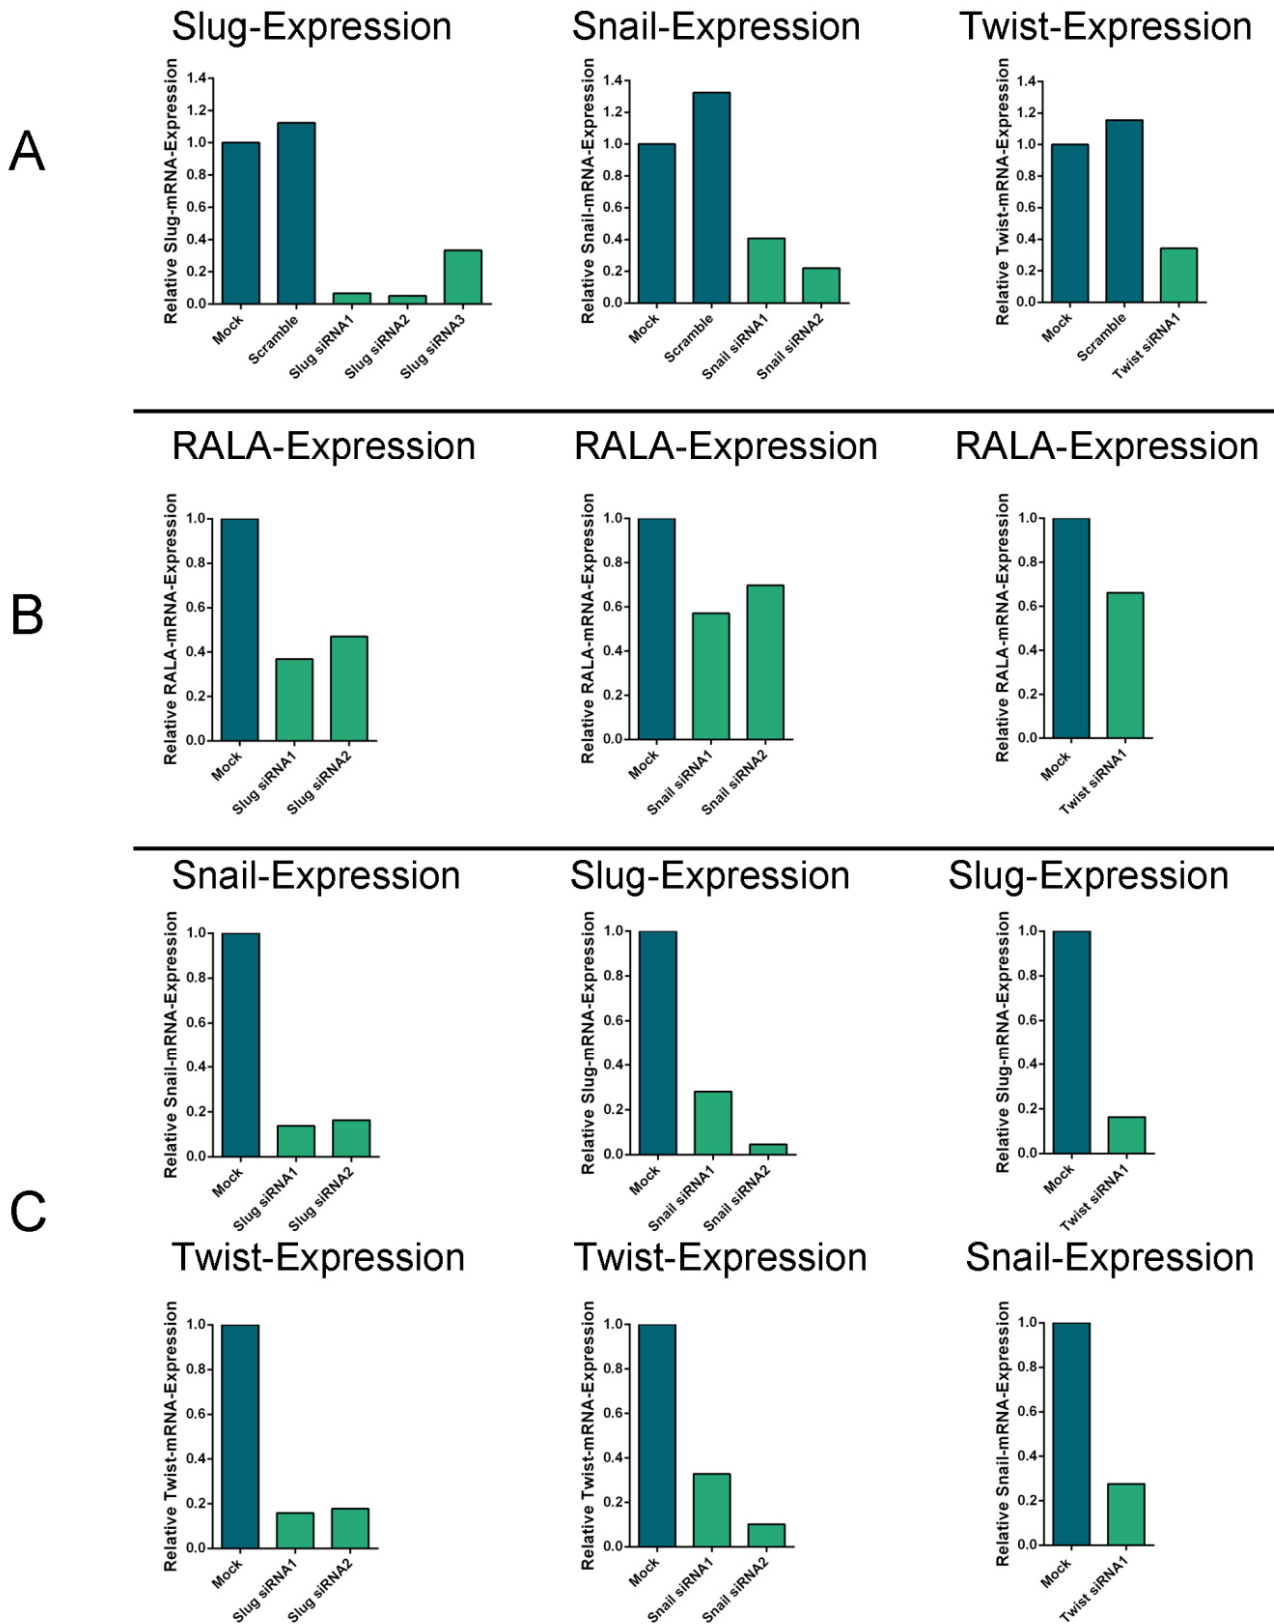 A
Slug-Expression
Relative Slug-mRNA-Expression
1.4
1.2
1.0
0.8
0.6
0.4
0.2
0.0
Mock
Scramble
Slug siRNA1
Slug siRNA2
Slug siRNA3
Snail-Expression
Relative Snail-mRNA-Expression
1.4
1.2
1.0
0.8
0.6
0.4
0.2
0.0
Mock
Scramble
Snail siRNA1
Snail siRNA2
Twist-Expression
Relative Twist-mRNA-Expression
1.4
1.2
1.0
0.8
0.6
0.4
0.2
0.0
Mock
Scramble
Twist siRNA1
B
RALA-Expression
Relative RALA-mRNA-Expression
1.0
0.8
0.6
0.4
0.2
0.0
Mock
Slug siRNA1
Slug siRNA2
RALA-Expression
Relative RALA-mRNA-Expression
1.0
0.8
0.6
0.4
0.2
0.0
Mock
Snail siRNA1
Snail siRNA2
RALA-Expression
Relative RALA-mRNA-Expression
1.0
0.8
0.6
0.4
0.2
0.0
Mock
Twist siRNA1
C
Snail-Expression
Relative Snail-mRNA-Expression
1.0
0.8
0.6
0.4
0.2
0.0
Mock
Slug siRNA1
Slug siRNA2
Slug-Expression
Relative Slug-mRNA-Expression
1.0
0.8
0.6
0.4
0.2
0.0
Mock
Snail siRNA1
Snail siRNA2
Slug-Expression
Relative Slug-mRNA-Expression
1.0
0.8
0.6
0.4
0.2
0.0
Mock
Twist siRNA1
Twist-Expression
Relative Twist-mRNA-Expression
1.0
0.8
0.6
0.4
0.2
0.0
Mock
Slug siRNA1
Slug siRNA2
Twist-Expression
Relative Twist-mRNA-Expression
1.0
0.8
0.6
0.4
0.2
0.0
Mock
Snail siRNA1
Snail siRNA2
Snail-Expression
Relative Snail-mRNA-Expression
1.0
0.8
0.6
0.4
0.2
0.0
Mock
Twist siRNA1